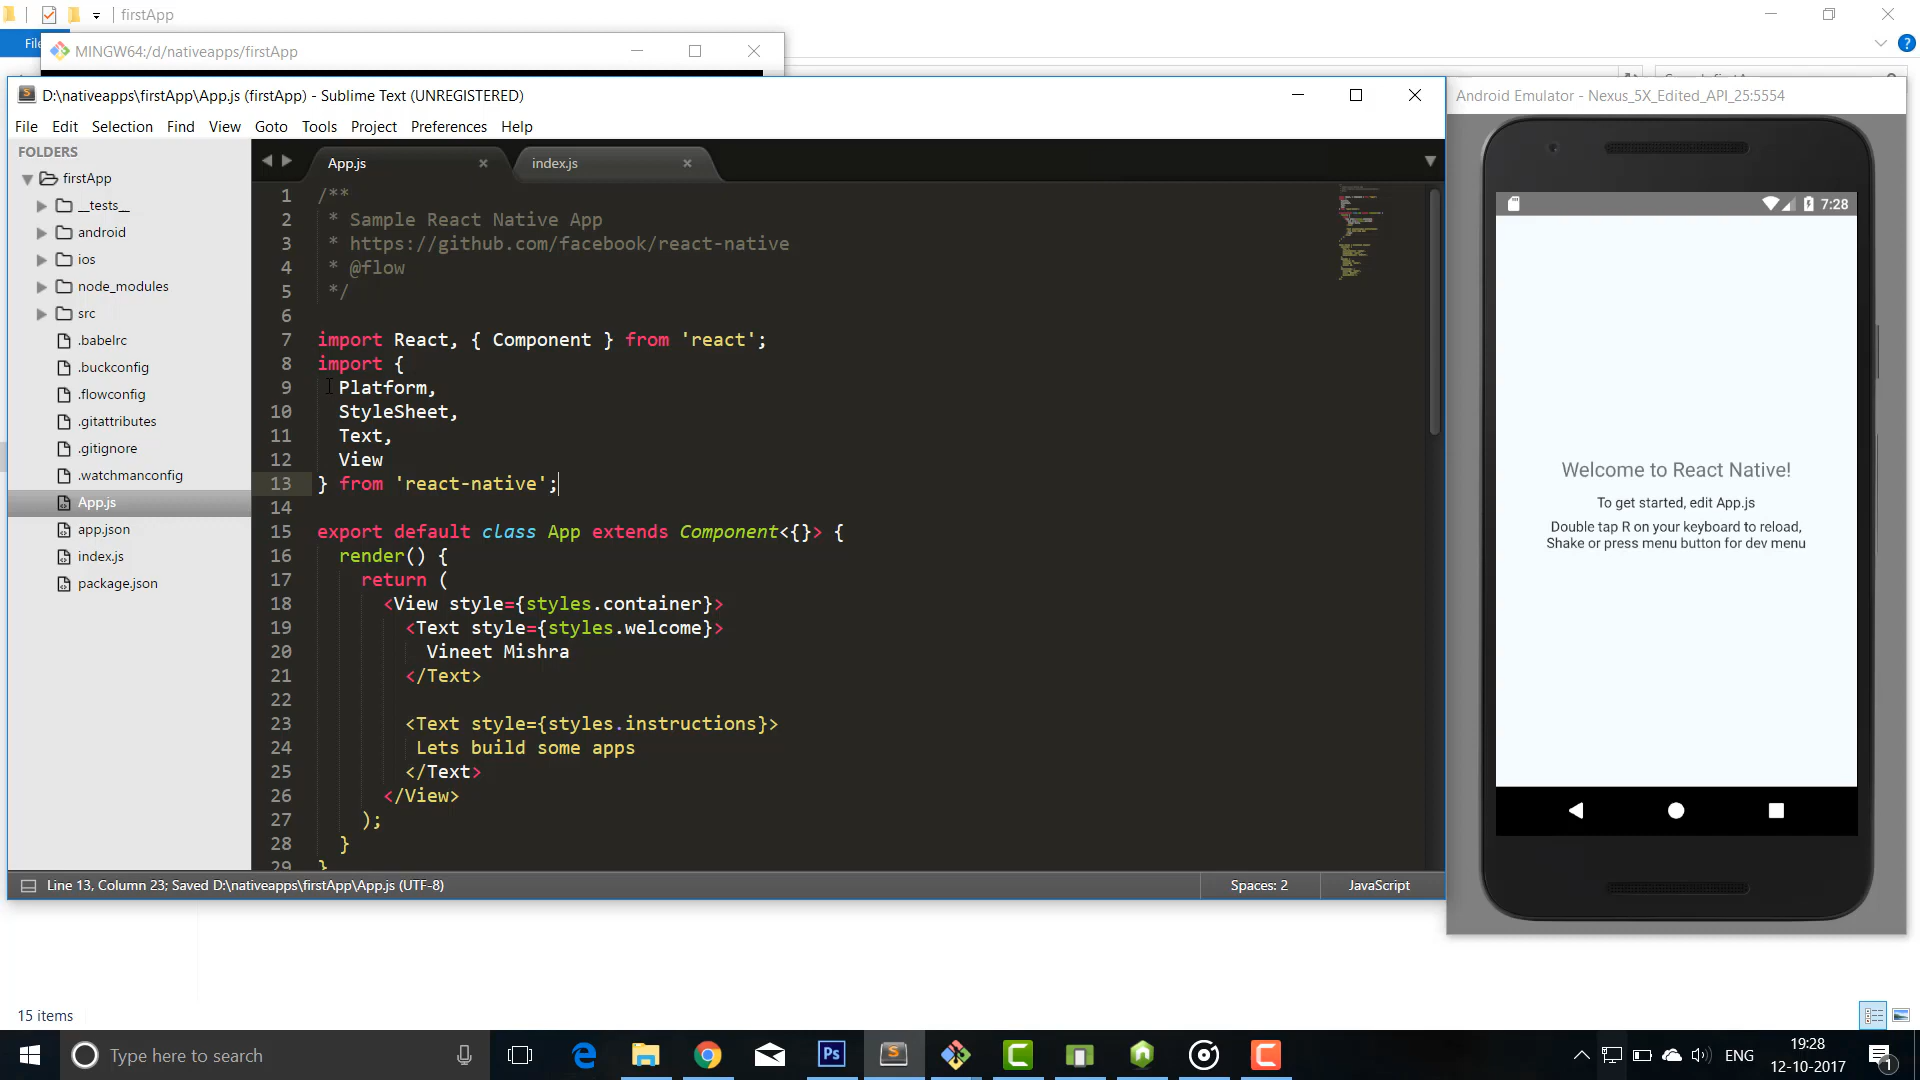 firstApp
File
MINGW64:/d/nativeapps/firstApp
D:\nativeapps\firstApp\App.js (firstApp) - Sublime Text (UNREGISTERED)
File Edit Selection Find View Goto Tools Project Preferences Help
FOLDERS
firstApp
__tests__
android
ios
node_modules
src
.babelrc
.buckconfig
.flowconfig
.gitattributes
.gitignore
.watchmanconfig
App.js
app.json
index.js
package.json
App.js
index.js
1 /**
2 * Sample React Native App
3 * https://github.com/facebook/react-native
4 * @flow
5 */
6
7 import React, { Component } from 'react';
8 import {
9 Platform,
10 StyleSheet,
11 Text,
12 View
13 } from 'react-native';
14
15 export default class App extends Component<{}> {
16 render() {
17 return (
18 <View style={styles.container}>
19 <Text style={styles.welcome}>
20 Vineet Mishra
21 </Text>
22
23 <Text style={styles.instructions}>
24 Lets build some apps
25 </Text>
26 </View>
27 );
28 }
29 }
Line 13, Column 23; Saved D:\nativeapps\firstApp\App.js (UTF-8)
Spaces: 2
JavaScript
Android Emulator - Nexus_5X_Edited_API_25:5554
7:28
Welcome to React Native!
To get started, edit App.js
Double tap R on your keyboard to reload,
Shake or press menu button for dev menu
15 items
Type here to search
Ps
ENG
19:28
12-10-2017
1